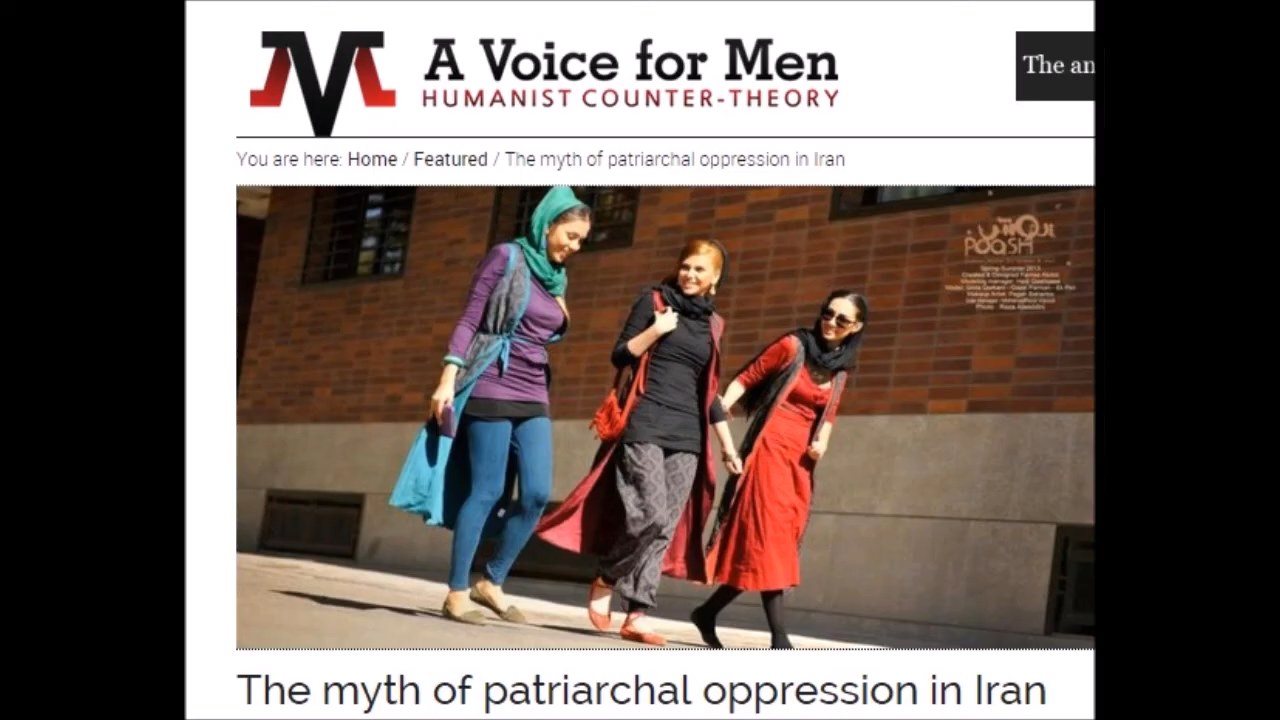 A Voice for Men
HUMANIST COUNTER-THEORY
The an
You are here: Home / Featured / The myth of patriarchal oppression in Iran
POOSH
The myth of patriarchal oppression in Iran